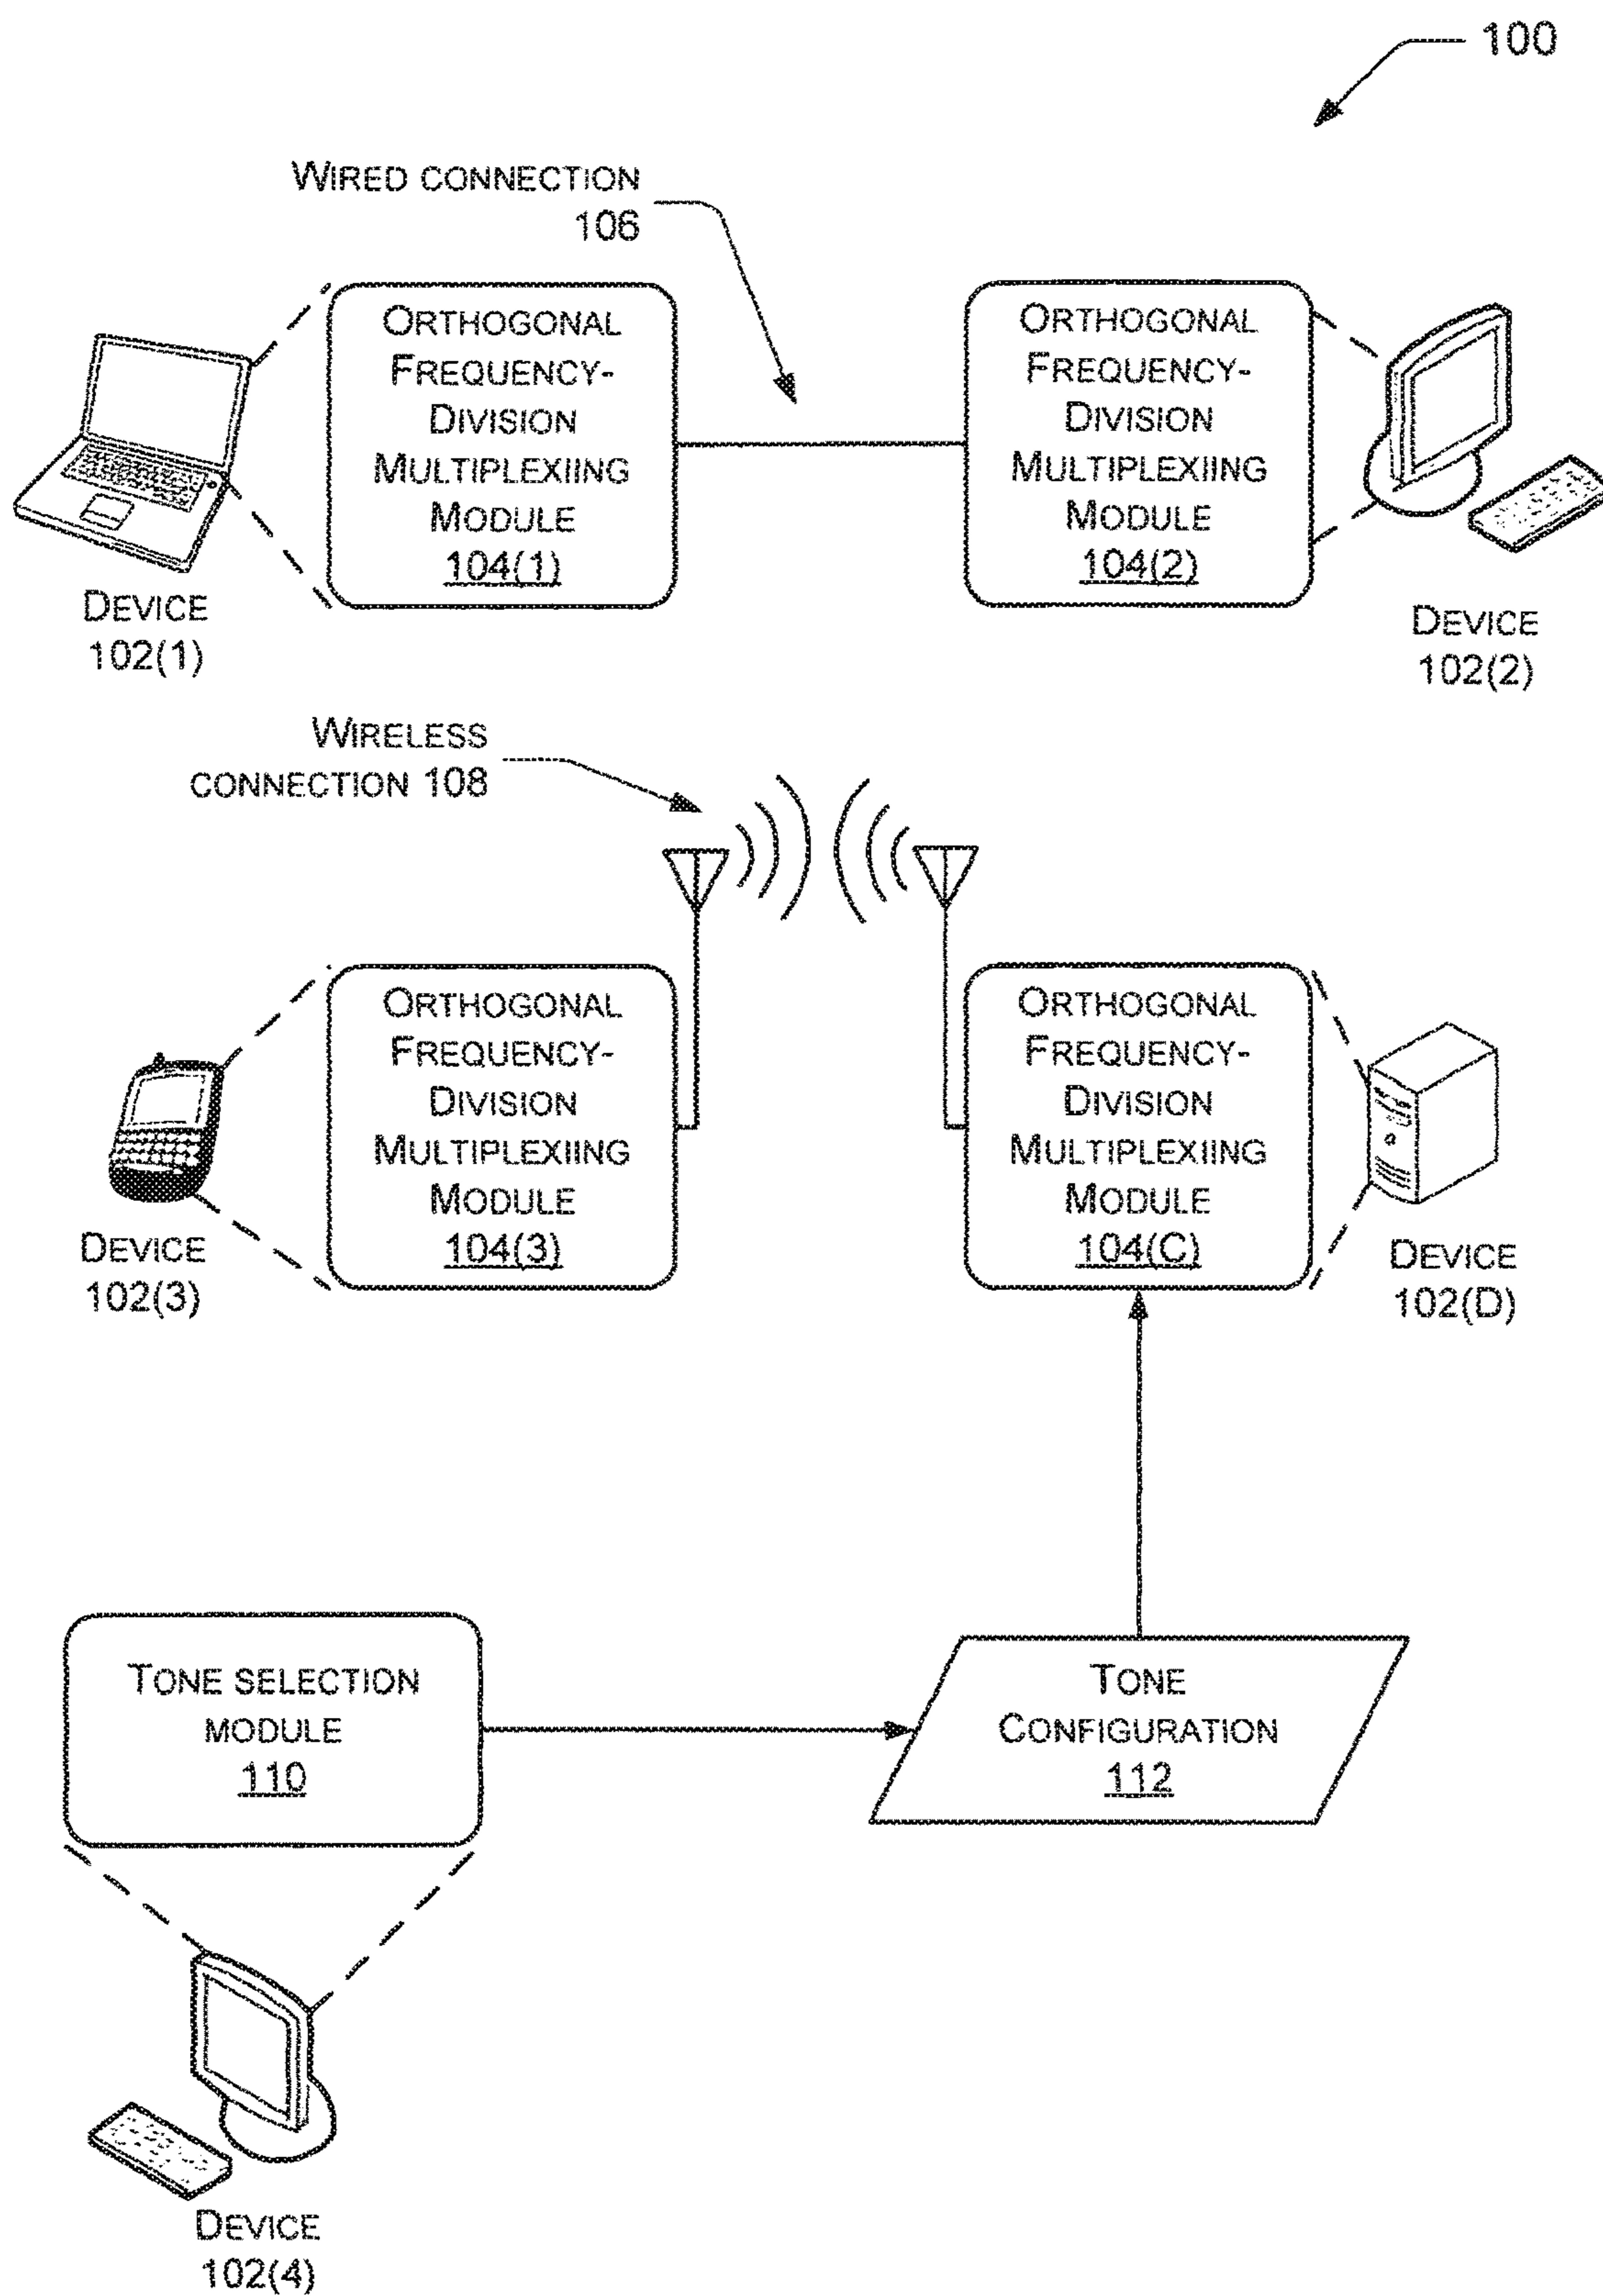 100
WIRED CONNECTION
106
ORTHOGONAL
FREQUENCY-
DIVISION
MULTIPLEXIING
MODULE
104(1)
ORTHOGONAL
FREQUENCY-
DIVISION
MULTIPLEXIING
MODULE
104(2)
DEVICE
102(1)
DEVICE
102(2)
WIRELESS
CONNECTION 108
ORTHOGONAL
FREQUENCY-
DIVISION
MULTIPLEXIING
MODULE
104(3)
ORTHOGONAL
FREQUENCY-
DIVISION
MULTIPLEXIING
MODULE
104(C)
DEVICE
102(3)
DEVICE
102(D)
TONE SELECTION
MODULE
110
TONE
CONFIGURATION
112
DEVICE
102(4)